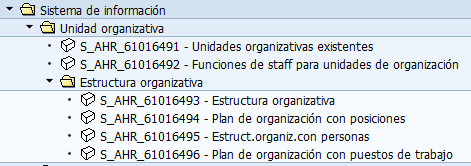 Sistema de información
Unidad organizativa
S_AHR_61016491 - Unidades organizativas existentes
S_AHR_61016492 - Funciones de staff para unidades de organización
Estructura organizativa
S_AHR_61016493 - Estructura organizativa
S_AHR_61016494 - Plan de organización con posiciones
S_AHR_61016495 - Estruct.organiz.con personas
S_AHR_61016496 - Plan de organización con puestos de trabajo